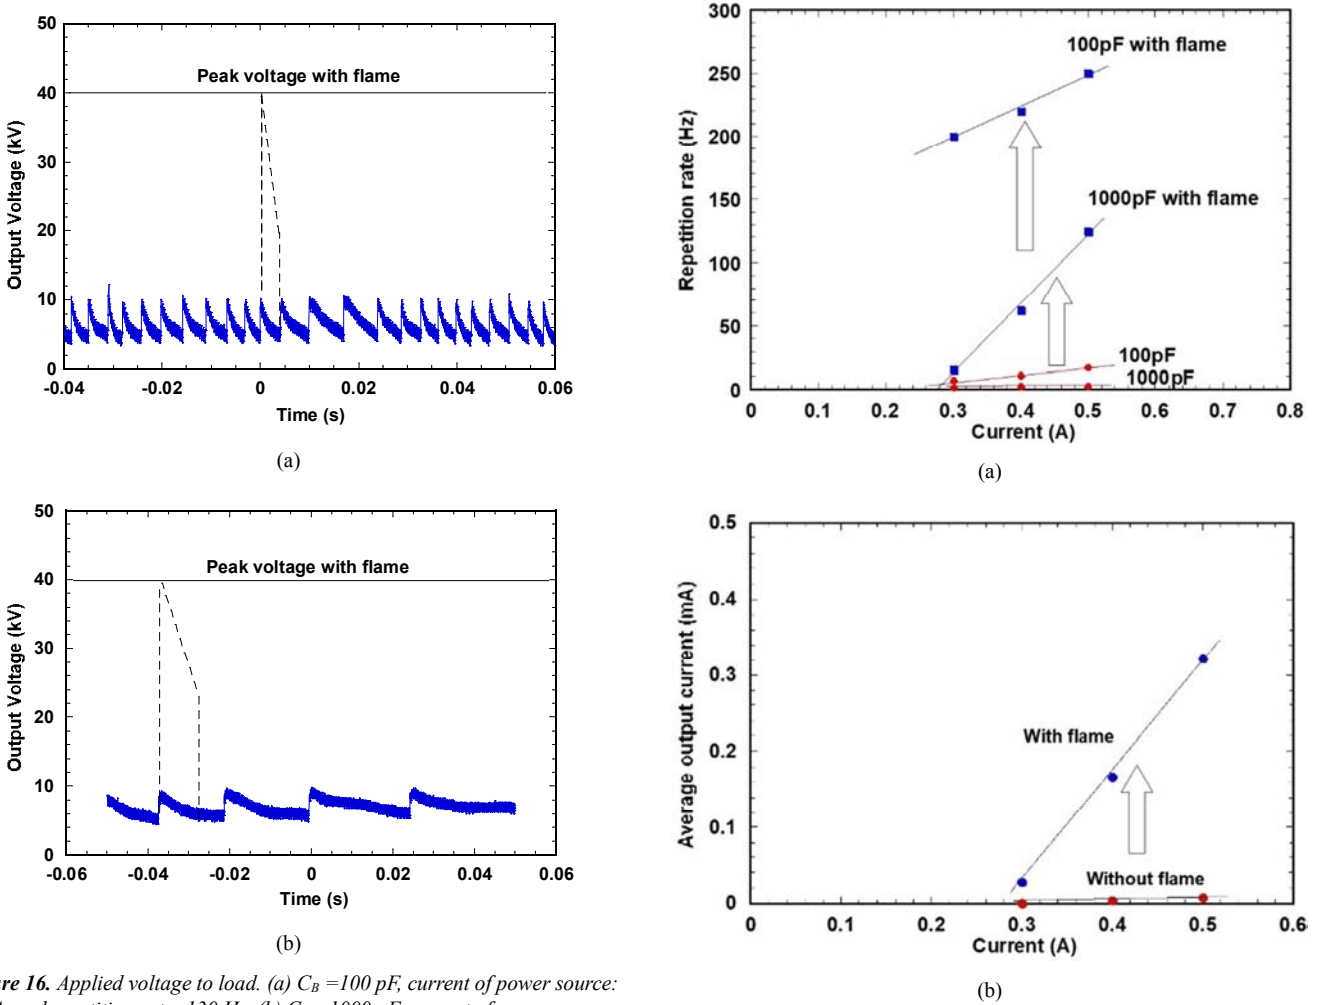 50
40
30
20
10
0
Output Voltage (kV)
Peak voltage with flame
-0.04 -0.02 0 0.02 0.04 0.06
Time (s)
(a)
50
40
30
20
10
0
Output Voltage (kV)
Peak voltage with flame
-0.06 -0.04 -0.02 0 0.02 0.04 0.06
Time (s)
(b)
re 16. Applied voltage to load. (a) CB =100 pF, current of power source:
300
250
200
150
100
50
0
Repetition rate (Hz)
100pF with flame
1000pF with flame
100pF
1000pF
0 0.1 0.2 0.3 0.4 0.5 0.6 0.7 0.8
Current (A)
(a)
0.5
0.4
0.3
0.2
0.1
0
Average output current (mA)
With flame
Without flame
0 0.1 0.2 0.3 0.4 0.5 0.6
Current (A)
(b)